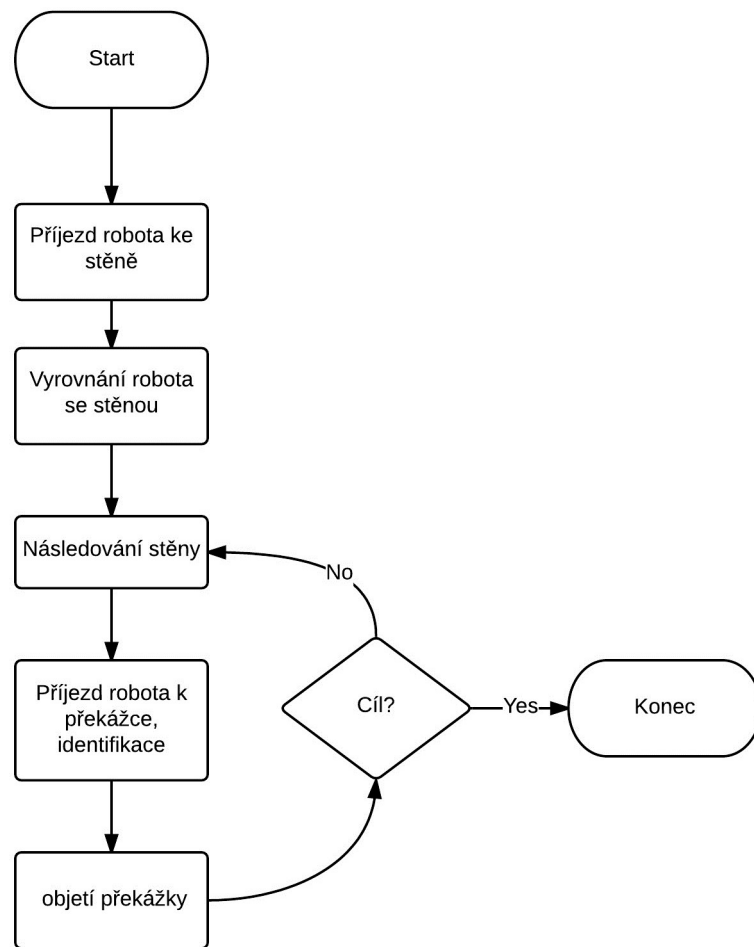 Start
Příjezd robota ke
stěně
Vyrovnání robota
se stěnou
Následování stěny
No
Příjezd robota k
překážce,
identifikace
Cíl?
Yes
Konec
objetí překážky